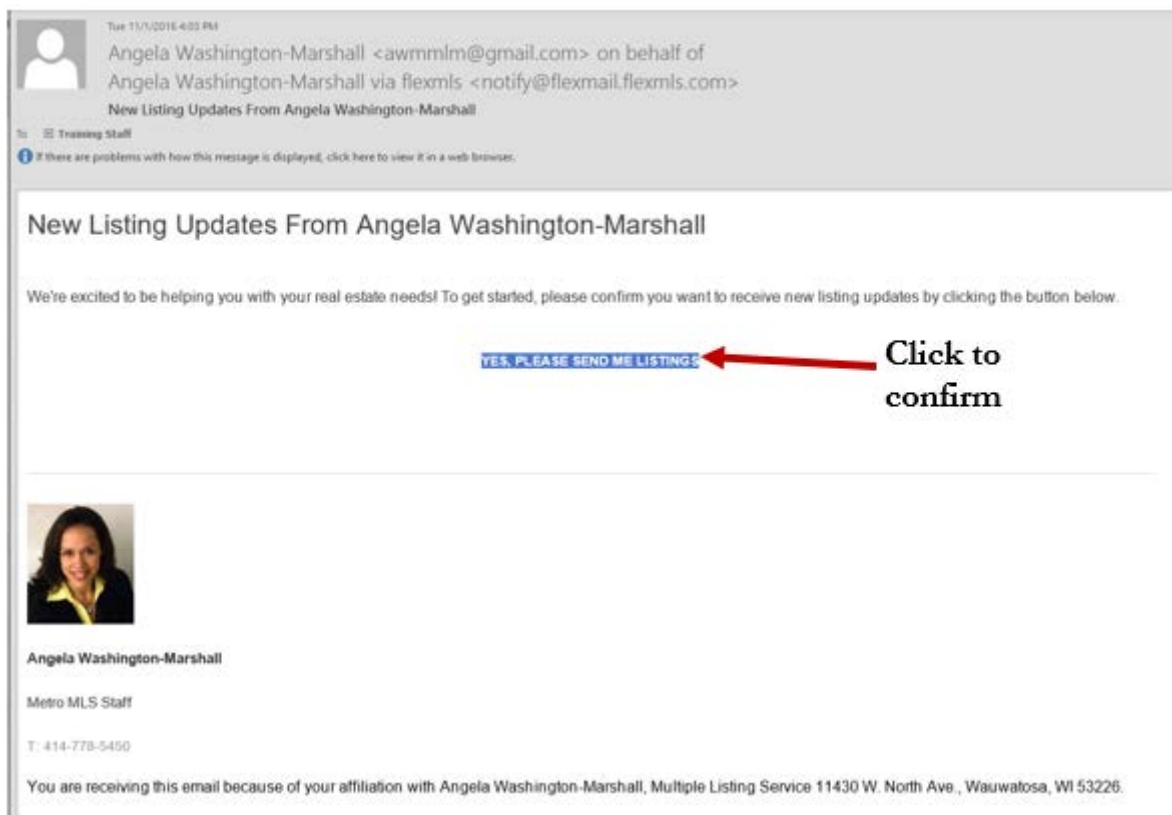 Tue 11/1/2016 4:03 PM
Angela Washington-Marshall <awmmlm@gmail.com> on behalf of
Angela Washington-Marshall via flexmls <notify@flexmail.flexmls.com>
New Listing Updates From Angela Washington-Marshall
To Training Staff
If there are problems with how this message is displayed, click here to view it in a web browser.
New Listing Updates From Angela Washington-Marshall
We're excited to be helping you with your real estate needs! To get started, please confirm you want to receive new listing updates by clicking the button below.
YES, PLEASE SEND ME LISTINGS
Click to
confirm
Angela Washington-Marshall
Metro MLS Staff
T: 414-778-5450
You are receiving this email because of your affiliation with Angela Washington-Marshall, Multiple Listing Service 11430 W. North Ave., Wauwatosa, WI 53226.